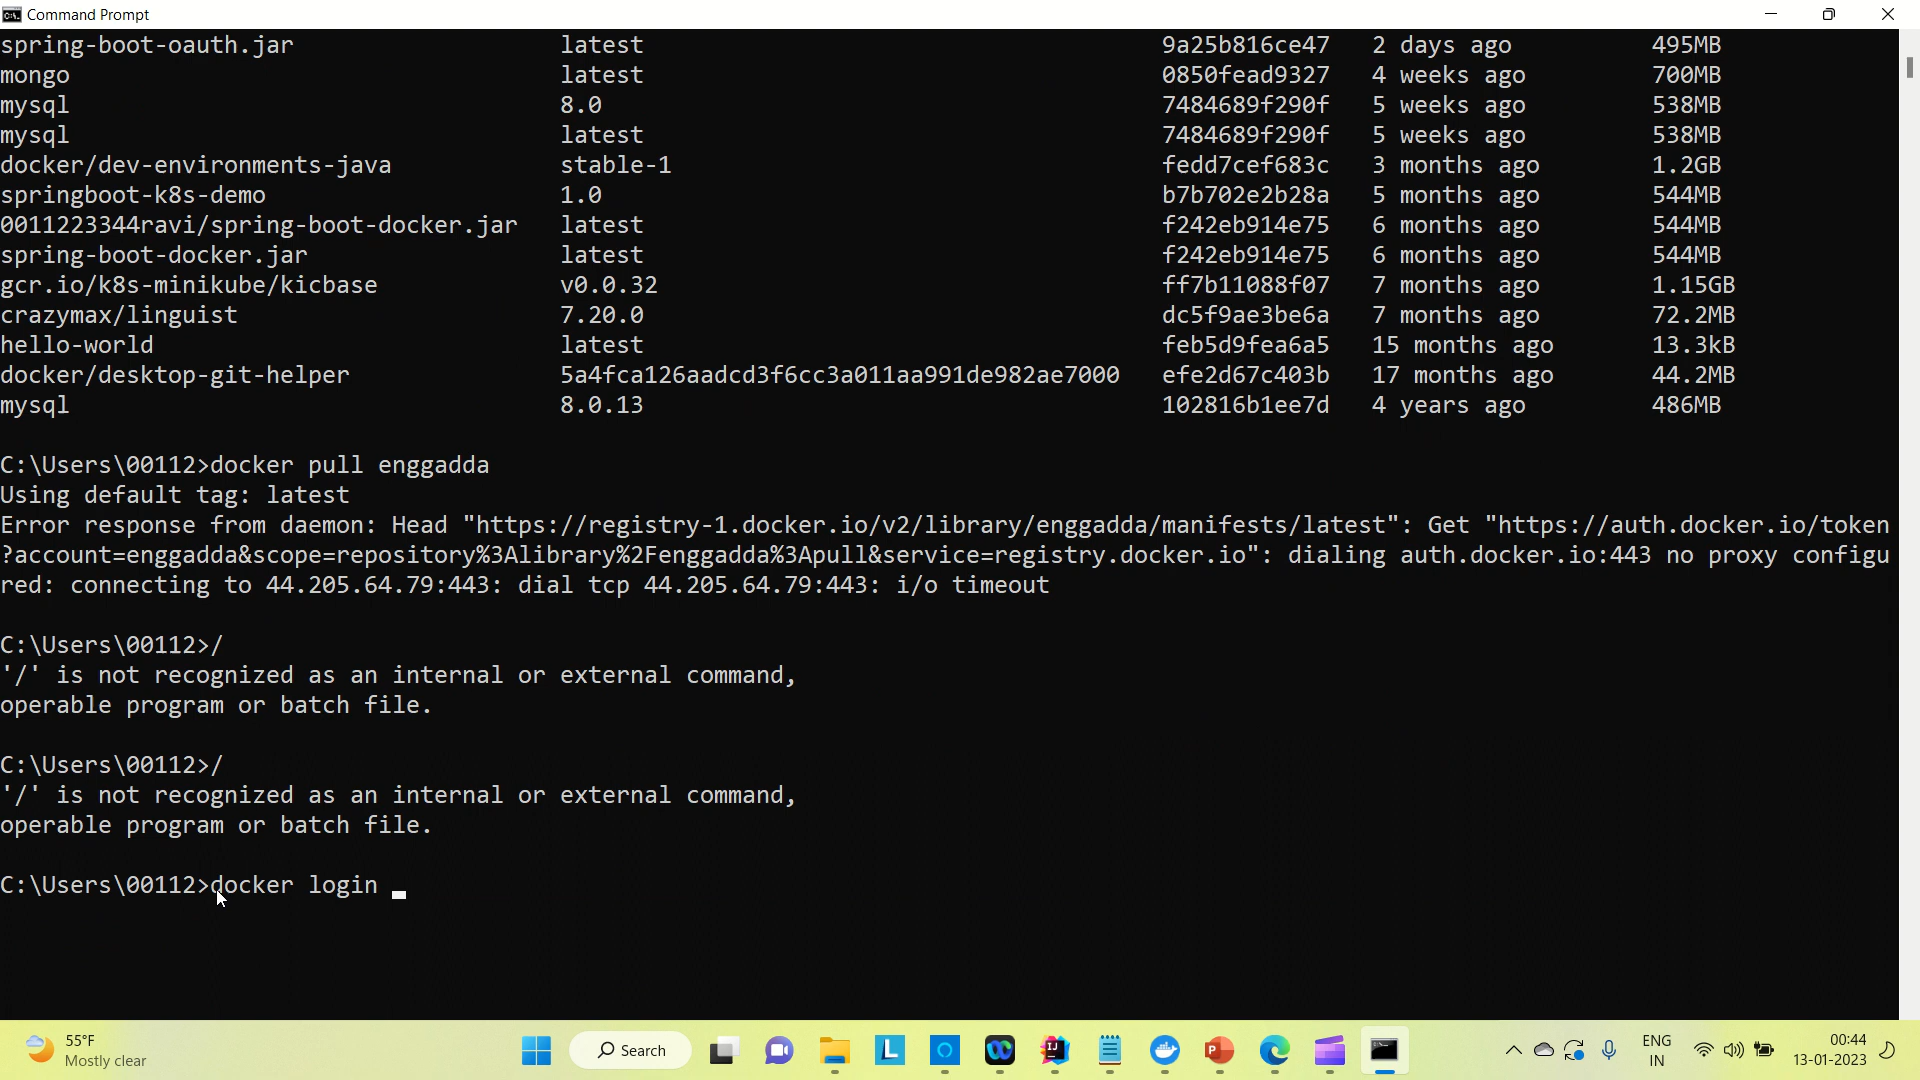 Command Prompt
spring-boot-oauth.jar latest 9a25b816ce47 2 days ago 495MB
mongo latest 0850fead9327 4 weeks ago 700MB
mysql 8.0 7484689f290f 5 weeks ago 538MB
mysql latest 7484689f290f 5 weeks ago 538MB
docker/dev-environments-java stable-1 fedd7cef683c 3 months ago 1.2GB
springboot-k8s-demo 1.0 b7b702e2b28a 5 months ago 544MB
0011223344ravi/spring-boot-docker.jar latest f242eb914e75 6 months ago 544MB
spring-boot-docker.jar latest f242eb914e75 6 months ago 544MB
gcr.io/k8s-minikube/kicbase v0.0.32 ff7b11088f07 7 months ago 1.15GB
crazymax/linguist 7.20.0 dc5f9ae3be6a 7 months ago 72.2MB
hello-world latest feb5d9fea6a5 15 months ago 13.3kB
docker/desktop-git-helper 5a4fca126aadcd3f6cc3a011aa991de982ae7000 efe2d67c403b 17 months ago 44.2MB
mysql 8.0.13 102816b1ee7d 4 years ago 486MB
C:\Users\00112>docker pull enggadda
Using default tag: latest
Error response from daemon: Head "https://registry-1.docker.io/v2/library/enggadda/manifests/latest": Get "https://auth.docker.io/token
?account=enggadda&scope=repository%3Alibrary%2Fenggadda%3Apull&service=registry.docker.io": dialing auth.docker.io:443 no proxy configu
red: connecting to 44.205.64.79:443: dial tcp 44.205.64.79:443: i/o timeout
C:\Users\00112>/
'/' is not recognized as an internal or external command,
operable program or batch file.
C:\Users\00112>/
'/' is not recognized as an internal or external command,
operable program or batch file.
C:\Users\00112>docker login
55°F
Mostly clear
Search
ENG
IN
00:44
13-01-2023